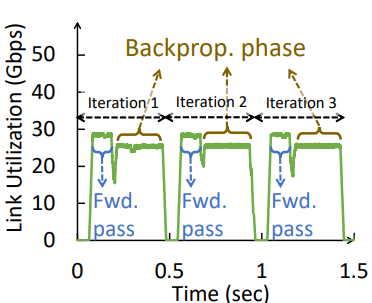 Link Utilization (Gbps)
50
40
30
20
10
0
Backprop. phase
Iteration 1
Iteration 2
Iteration 3
Fwd.
pass
Fwd.
pass
Fwd.
pass
0
0.5
1
1.5
Time (sec)